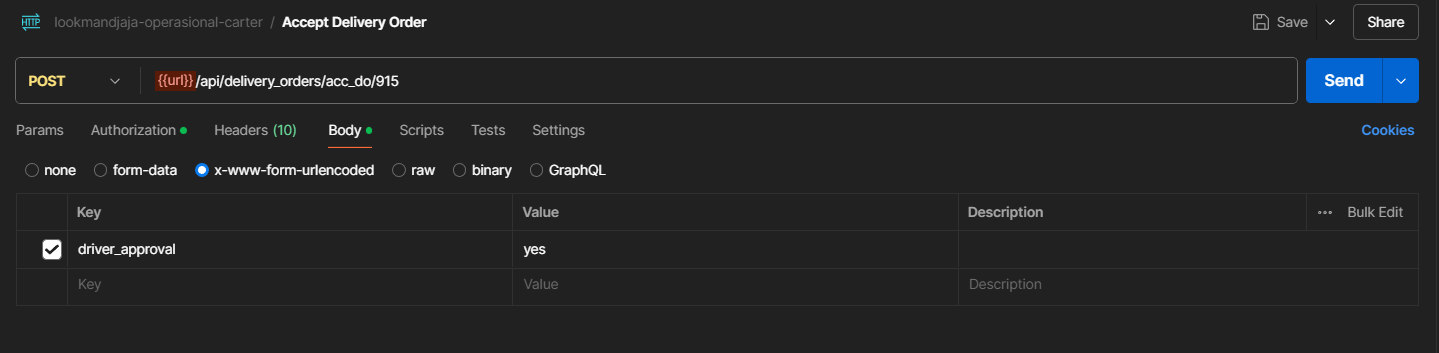 HTTP lookmandjaja-operasional-carter / Accept Delivery Order Save Share
POST {{url}}/api/delivery_orders/acc_do/915 Send
Params Authorization Headers (10) Body Scripts Tests Settings Cookies
none form-data x-www-form-urlencoded raw binary GraphQL
Key Value Description ... Bulk Edit
driver_approval yes
Key Value Description